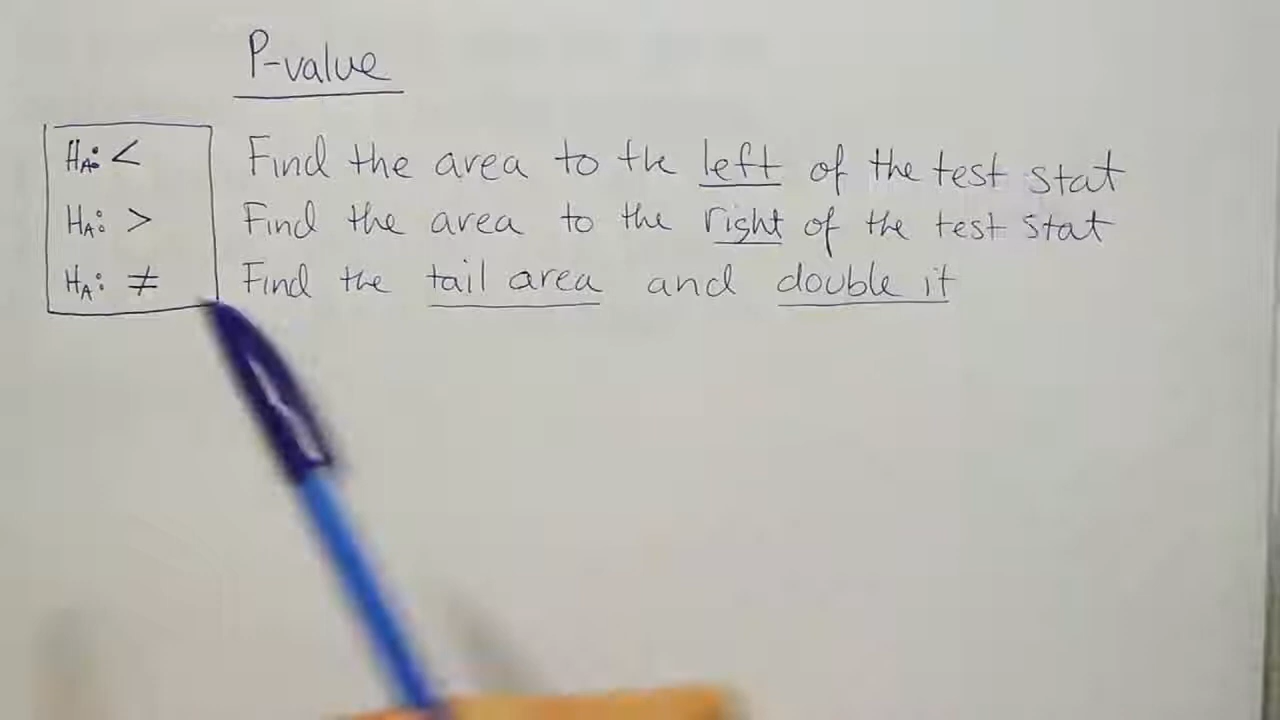 P-value
HA: < Find the area to the left of the test stat
HA: > Find the area to the right of the test stat
HA: ≠ Find the tail area and double it